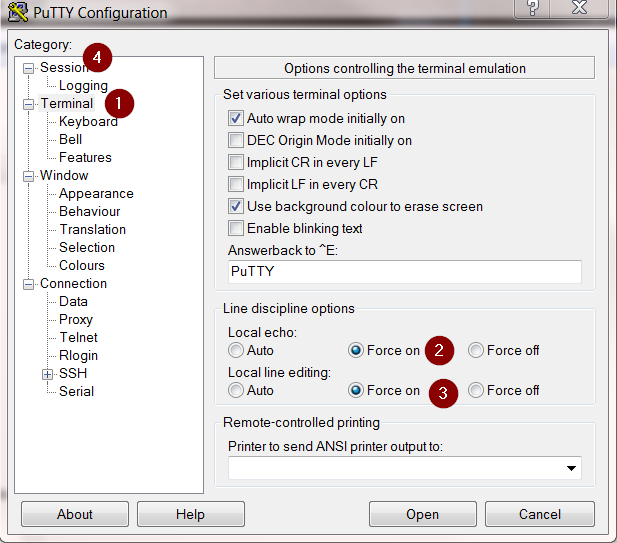 PuTTY Configuration
?
X
Category:
Session
4
Logging
Terminal
1
Keyboard
Bell
Features
Window
Appearance
Behaviour
Translation
Selection
Colours
Connection
Data
Proxy
Telnet
Rlogin
SSH
Serial
Options controlling the terminal emulation
Set various terminal options
Auto wrap mode initially on
DEC Origin Mode initially on
Implicit CR in every LF
Implicit LF in every CR
Use background colour to erase screen
Enable blinking text
Answerback to ^E:
PuTTY
Line discipline options
Local echo:
Auto Force on 2 Force off
Local line editing:
Auto Force on 3 Force off
Remote-controlled printing
Printer to send ANSI printer output to:
About Help Open Cancel